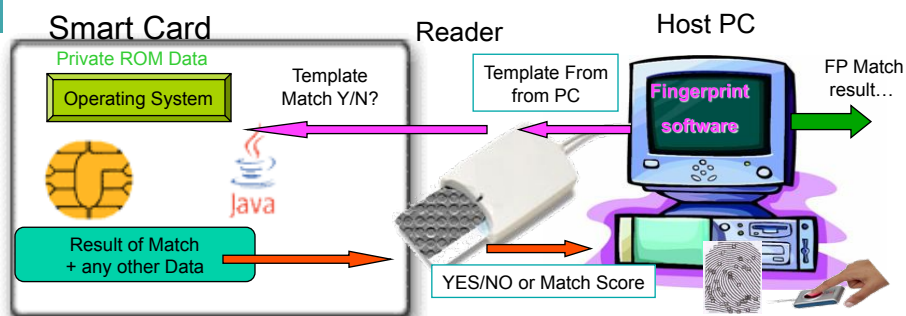 Smart Card
Reader
Host PC
Private ROM Data
Operating System
Template
Match Y/N?
Template From
from PC
Fingerprint
software
FP Match
result…
Java
Result of Match
+ any other Data
YES/NO or Match Score